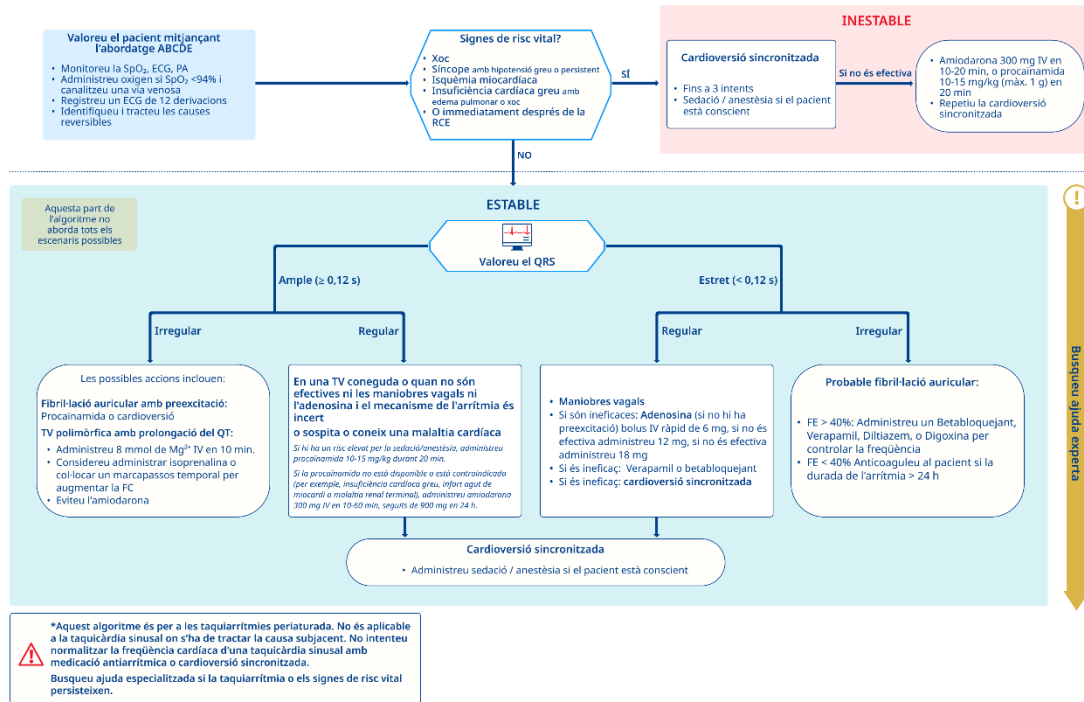 Valoreu el pacient mitjançant
l'abordatge ABCDE
• Monitoreu la SpO₂, ECG, PA
• Administreu oxigen si SpO₂ <94% i
canalitzeu una via venosa
• Registreu un ECG de 12 derivacions
• Identifiqueu i tracteu les causes
reversibles
Signes de risc vital?
• Xoc
• Síncope amb hipotensió greu o persistent
• Isquèmia miocardíaca
• Insuficiència cardíaca greu amb
edema pulmonar o xoc
• O immediatament després de la
RCE
SÍ
INESTABLE
Cardioversió sincronitzada
• Fins a 3 intents
• Sedació / anestèsia si el pacient
està conscient
Si no és efectiva
• Amiodarona 300 mg IV en
10-20 min, o procaïnamida
10-15 mg/kg (màx. 1 g) en
20 min
• Repetiu la cardioversió
sincronitzada
NO
Aquesta part de
l'algoritme no
aborda tots els
escenaris possibles
ESTABLE
Valoreu el QRS
Ample (≥ 0,12 s)
Estret (< 0,12 s)
Irregular
Regular
Regular
Irregular
Les possibles accions inclouen:
Fibril·lació auricular amb preexcitació:
Procaïnamida o cardioversió
TV polimòrfica amb prolongació del QT:
• Administreu 8 mmol de Mg²⁺ IV en 10 min.
• Considereu administrar isoprenalina o
col·locar un marcapassos temporal per
augmentar la FC
• Eviteu l'amiodarona
En una TV coneguda o quan no són
efectives ni les maniobres vagals ni
l'adenosina i el mecanisme de l'arrítmia és
incert
o sospita o coneix una malaltia cardíaca
Si hi ha un risc elevat per la sedació/anestèsia, administreu
procaïnamida 10-15 mg/kg durant 20 min.
Si la procaïnamida no està disponible o està contraindicada
(per exemple, insuficiència cardíaca greu, infart agut de
miocardi o malaltia renal terminal), administreu amiodarona
300 mg IV en 10-60 min, seguits de 900 mg en 24 h.
• Maniobres vagals
• Si són ineficaces: Adenosina (si no hi ha
preexcitació) bolus IV ràpid de 6 mg, si no és
efectiva administreu 12 mg, si no és efectiva
administreu 18 mg
• Si és ineficaç: Verapamil o betabloquejant
• Si és ineficaç: cardioversió sincronitzada
Probable fibril·lació auricular:
• FE > 40%: Administreu un Betabloquejant,
Verapamil, Diltiazem, o Digoxina per
controlar la freqüència
• FE < 40% Anticoaguleu al pacient si la
durada de l'arrítmia > 24 h
Cardioversió sincronitzada
• Administreu sedació / anestèsia si el pacient està conscient
!
Busqueu ajuda experta
*Aquest algoritme és per a les taquiarrítmies periaturada. No és aplicable
a la taquicàrdia sinusal on s'ha de tractar la causa subjacent. No intenteu
normalitzar la freqüència cardíaca d'una taquicàrdia sinusal amb
medicació antiarrítmica o cardioversió sincronitzada.
Busqueu ajuda especialitzada si la taquiarrítmia o els signes de risc vital
persisteixen.